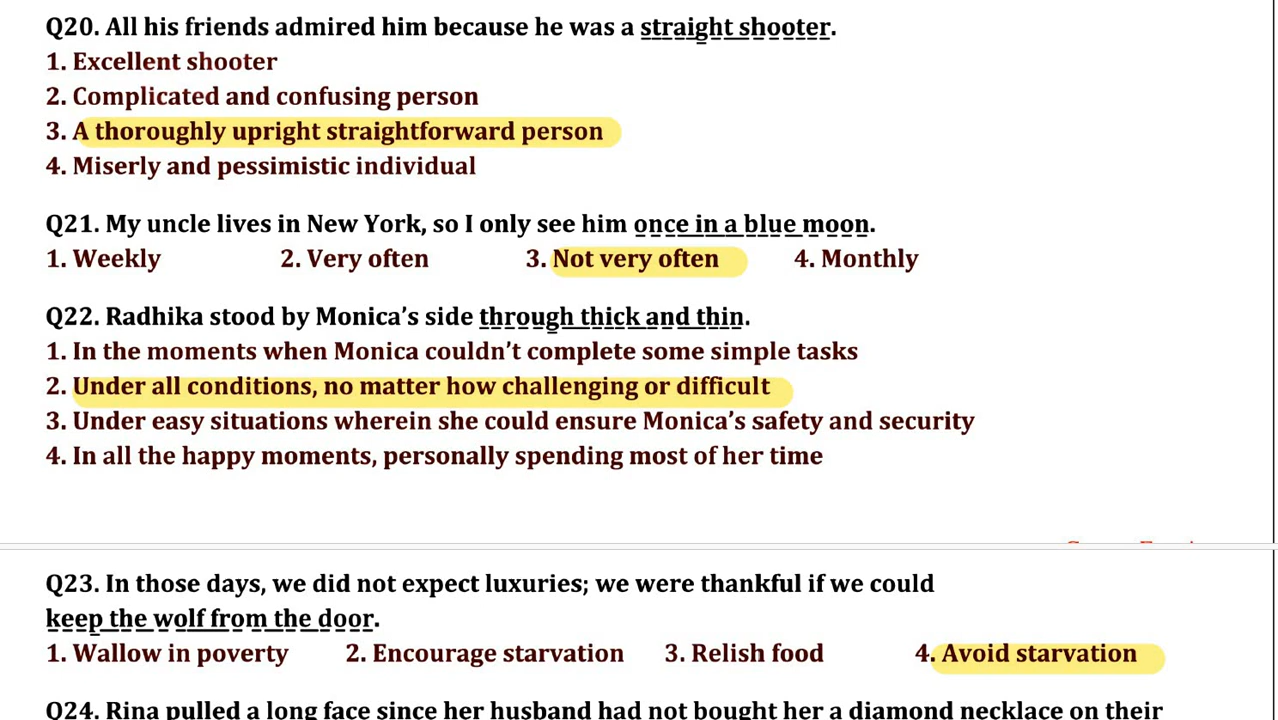 Q20. All his friends admired him because he was a straight shooter.
1. Excellent shooter
2. Complicated and confusing person
3. A thoroughly upright straightforward person
4. Miserly and pessimistic individual
Q21. My uncle lives in New York, so I only see him once in a blue moon.
1. Weekly 2. Very often 3. Not very often 4. Monthly
Q22. Radhika stood by Monica’s side through thick and thin.
1. In the moments when Monica couldn’t complete some simple tasks
2. Under all conditions, no matter how challenging or difficult
3. Under easy situations wherein she could ensure Monica’s safety and security
4. In all the happy moments, personally spending most of her time
Q23. In those days, we did not expect luxuries; we were thankful if we could
keep the wolf from the door.
1. Wallow in poverty 2. Encourage starvation 3. Relish food 4. Avoid starvation
Q24. Rina pulled a long face since her husband had not bought her a diamond necklace on their